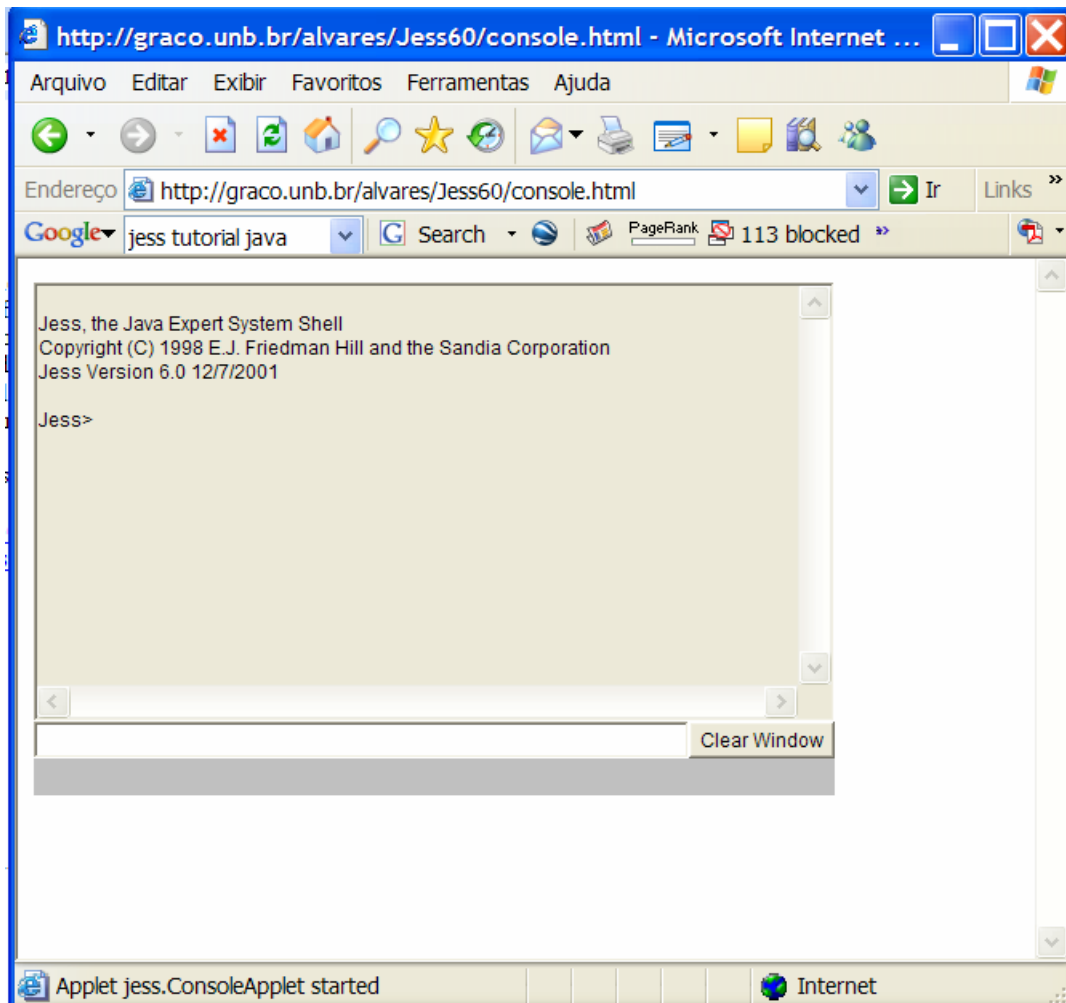 http://graco.unb.br/alvares/Jess60/console.html - Microsoft Internet ...
Arquivo Editar Exibir Favoritos Ferramentas Ajuda
Endereço http://graco.unb.br/alvares/Jess60/console.html Ir Links »
Google jess tutorial java G Search PageRank 113 blocked »
Jess, the Java Expert System Shell
Copyright (C) 1998 E.J. Friedman Hill and the Sandia Corporation
Jess Version 6.0 12/7/2001
Jess>
Clear Window
Applet jess.ConsoleApplet started Internet